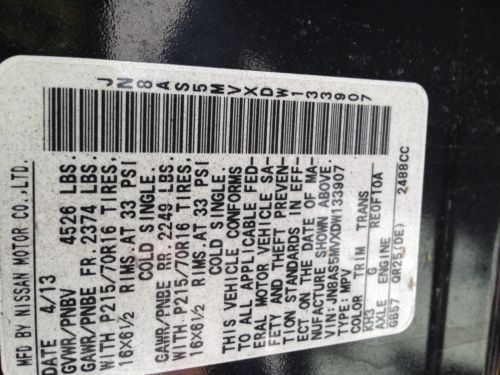 MFD BY NISSAN MOTOR CO.,LTD.
DATE 4/13
GVWR/PNBV 4526 LBS.
GAWR/PNBE FR. 2374 LBS.
WITH P215/70R16 TIRES
16X6½ RIMS AT 33 PSI
COLD SINGLE.
GAWR/PNBE RR 2249 LBS.
WITH P215/70R16 TIRES
16X6½ RIMS AT 33 PSI
COLD SINGLE.
THIS VEHICLE CONFORMS
TO ALL APPLICABLE FED-
ERAL MOTOR VEHICLE SA-
FETY AND THEFT PREVEN-
TION STANDARDS IN EFF-
ECT ON THE DATE OF MA-
NUFACTURE SHOWN ABOVE.
VIN:JN8AS5MVXDW133907
TYPE: MPV
COLOR TRIM TRANS
KH3 G RE0F10A
AXLE ENGINE
GB57 QR25(DE) 2488CC
JN8AS5MVXDW133907